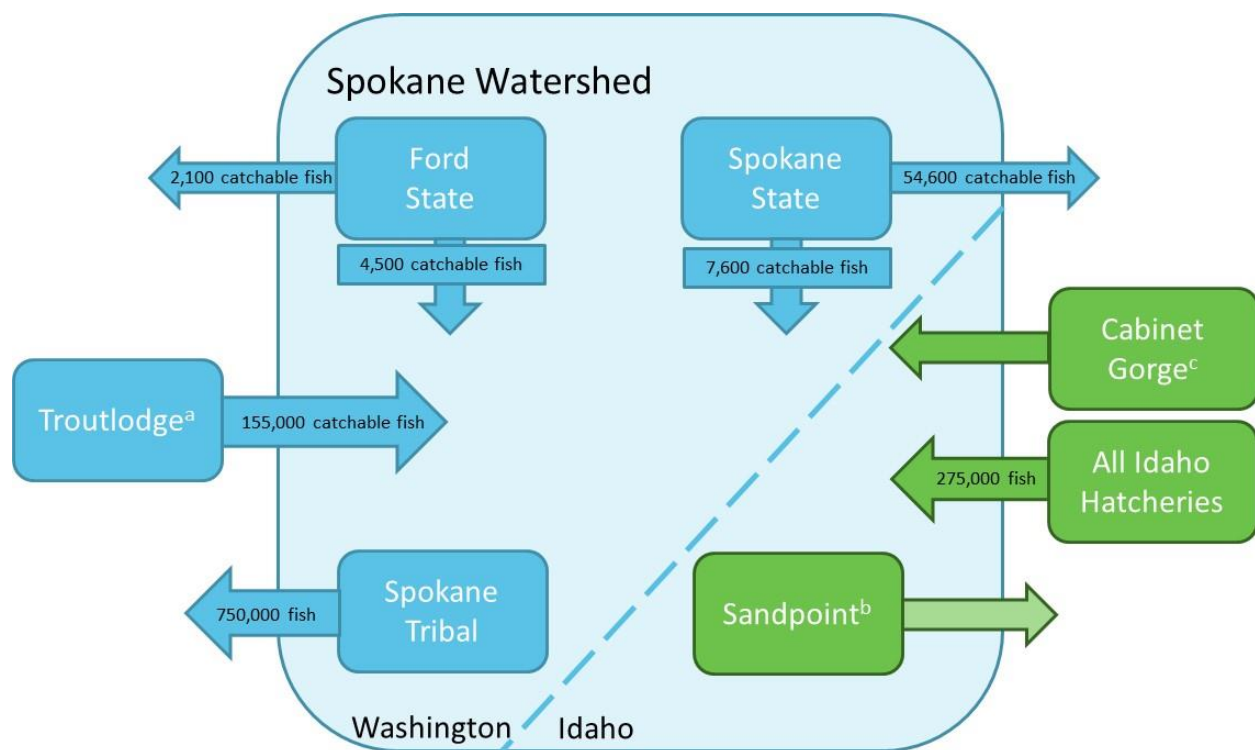 Spokane Watershed
Ford
State
Spokane
State
2,100 catchable fish
54,600 catchable fish
4,500 catchable fish
7,600 catchable fish
Cabinet
Gorgeᶜ
Troutlodgeᵃ
155,000 catchable fish
275,000 fish
All Idaho
Hatcheries
750,000 fish
Spokane
Tribal
Sandpointᵇ
Washington
Idaho